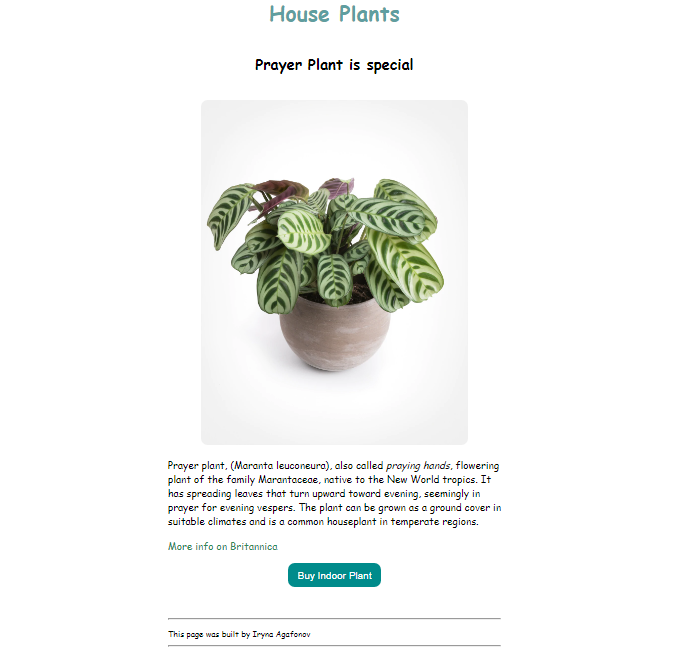 House Plants
Prayer Plant is special
Prayer plant, (Maranta leuconeura), also called praying hands, flowering
plant of the family Marantaceae, native to the New World tropics. It
has spreading leaves that turn upward toward evening, seemingly in
prayer for evening vespers. The plant can be grown as a ground cover in
suitable climates and is a common houseplant in temperate regions.
More info on Britannica
Buy Indoor Plant
This page was built by Iryna Agafonov